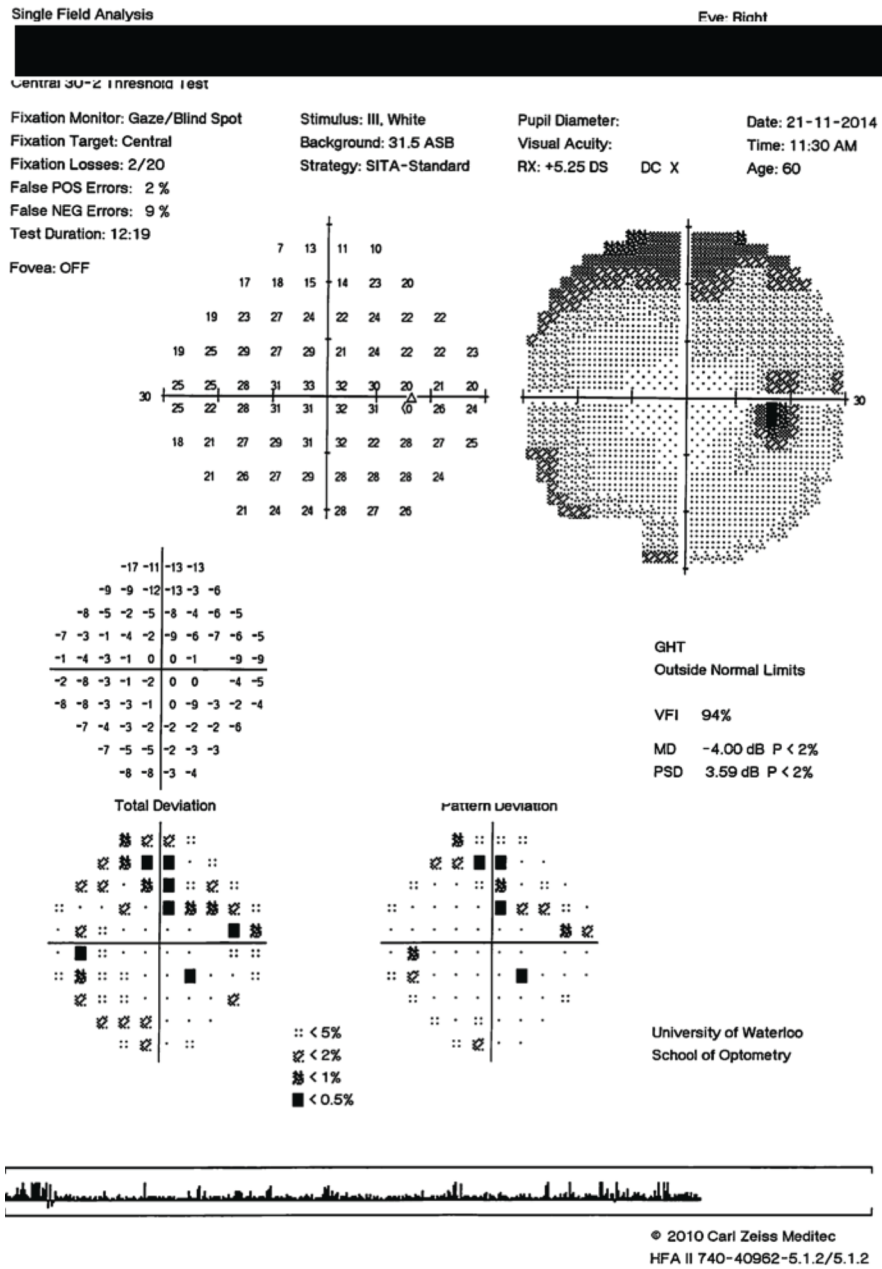 Single Field Analysis
Eye: Right
Central 30-2 Threshold Test
Fixation Monitor: Gaze/Blind Spot
Fixation Target: Central
Fixation Losses: 2/20
False POS Errors: 2 %
False NEG Errors: 9 %
Test Duration: 12:19
Fovea: OFF
Stimulus: III, White
Background: 31.5 ASB
Strategy: SITA-Standard
Pupil Diameter:
Visual Acuity:
RX: +5.25 DS DC X
Date: 21-11-2014
Time: 11:30 AM
Age: 60
7 13 11 10
17 18 15 14 23 20
19 23 27 24 22 24 22 22
19 25 29 27 29 21 24 22 22 23
25 25 28 31 33 32 30 20 21 20
30
25 22 28 31 31 32 31 <0 26 24
18 21 27 29 31 32 22 28 27 25
21 26 27 29 28 28 28 24
21 24 24 28 27 26
30
-17 -11 -13 -13
-9 -9 -12 -13 -3 -6
-8 -5 -2 -5 -8 -4 -6 -5
-7 -3 -1 -4 -2 -9 -6 -7 -6 -5
-1 -4 -3 -1 0 0 -1 -9 -9
-2 -8 -3 -1 -2 0 0 -4 -5
-8 -8 -3 -3 -1 0 -9 -3 -2 -4
-7 -4 -3 -2 -2 -2 -2 -6
-7 -5 -5 -2 -3 -3
-8 -8 -3 -4
Total Deviation
Pattern Deviation
GHT
Outside Normal Limits
VFI 94%
MD -4.00 dB P < 2%
PSD 3.59 dB P < 2%
:: < 5%
< 2%
< 1%
< 0.5%
University of Waterloo
School of Optometry
© 2010 Carl Zeiss Meditec
HFA II 740-40962-5.1.2/5.1.2